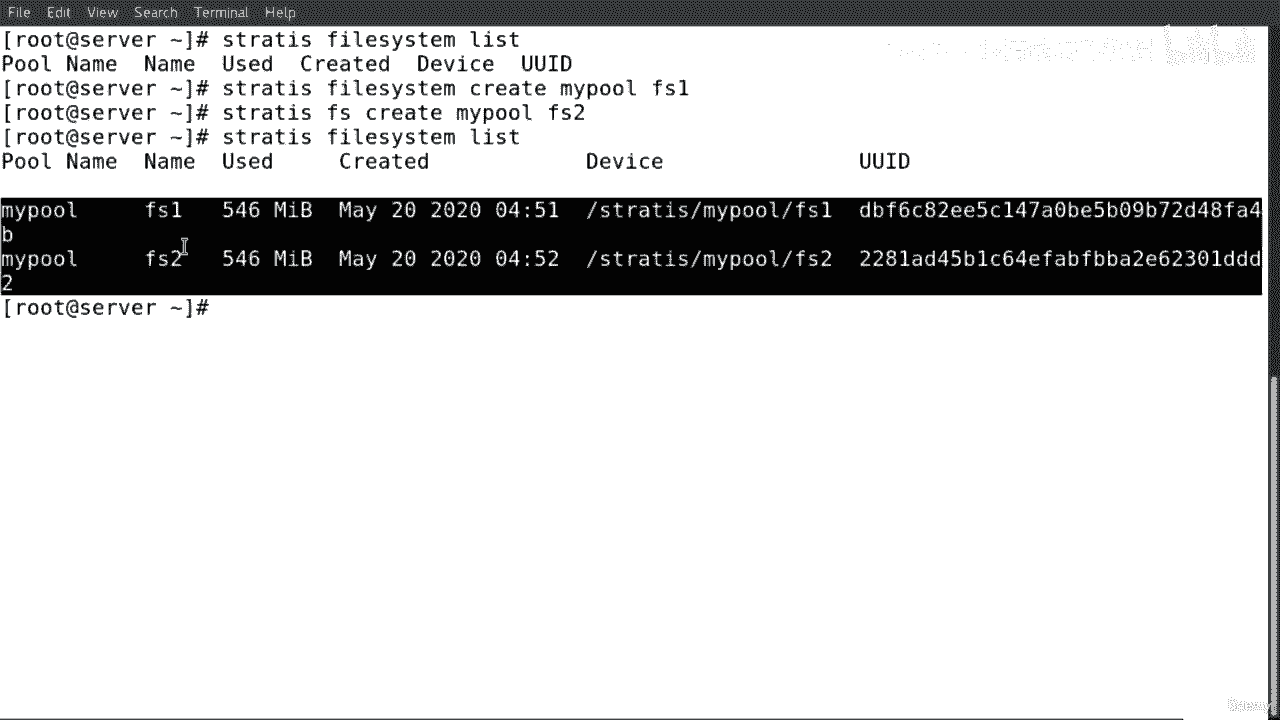 File Edit View Search Terminal Help
[root@server ~]# stratis filesystem list
Pool Name  Name  Used  Created  Device  UUID
[root@server ~]# stratis filesystem create mypool fs1
[root@server ~]# stratis fs create mypool fs2
[root@server ~]# stratis filesystem list
Pool Name  Name  Used     Created            Device               UUID
mypool     fs1   546 MiB  May 20 2020 04:51  /stratis/mypool/fs1  dbf6c82ee5c147a0be5b09b72d48fa4
b
mypool     fs2   546 MiB  May 20 2020 04:52  /stratis/mypool/fs2  2281ad45b1c64efabfbba2e62301ddd
2
[root@server ~]#